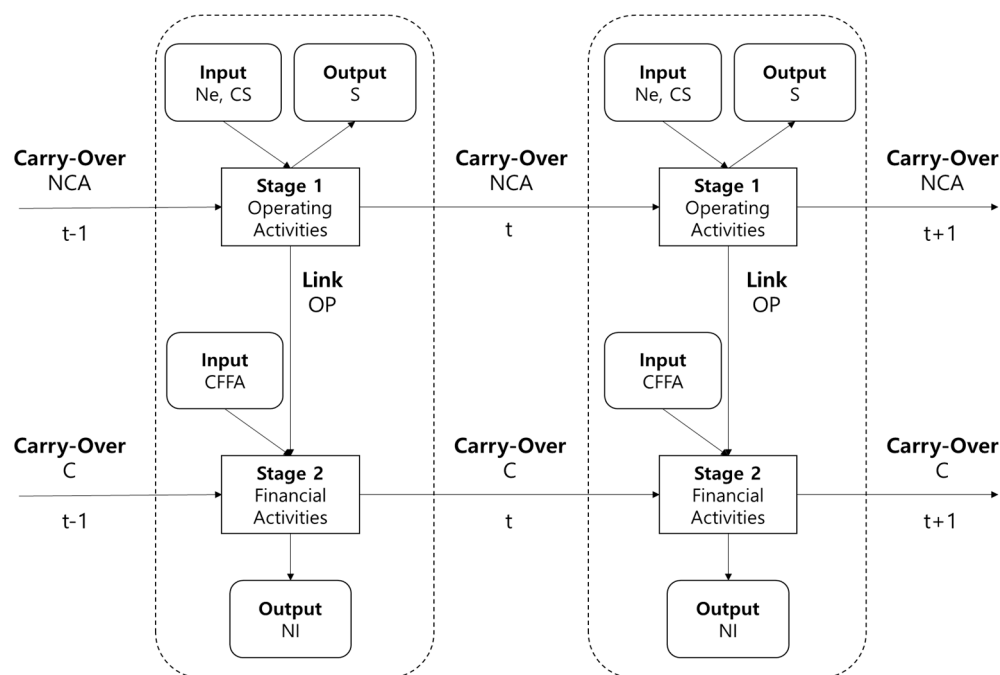 Input
Ne, CS
Output
S
Input
Ne, CS
Output
S
Carry-Over
NCA
t-1
Stage 1
Operating
Activities
Carry-Over
NCA
t
Stage 1
Operating
Activities
Carry-Over
NCA
t+1
Link
OP
Link
OP
Input
CFFA
Input
CFFA
Carry-Over
C
t-1
Stage 2
Financial
Activities
Carry-Over
C
t
Stage 2
Financial
Activities
Carry-Over
C
t+1
Output
NI
Output
NI